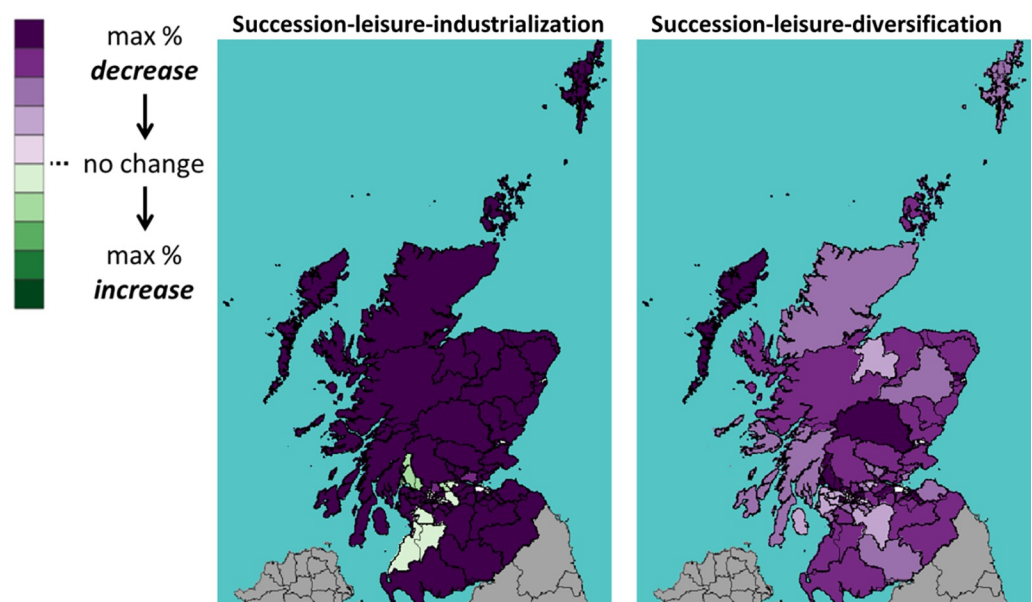 Succession-leisure-industrialization
Succession-leisure-diversification
max %
decrease
... no change
max %
increase